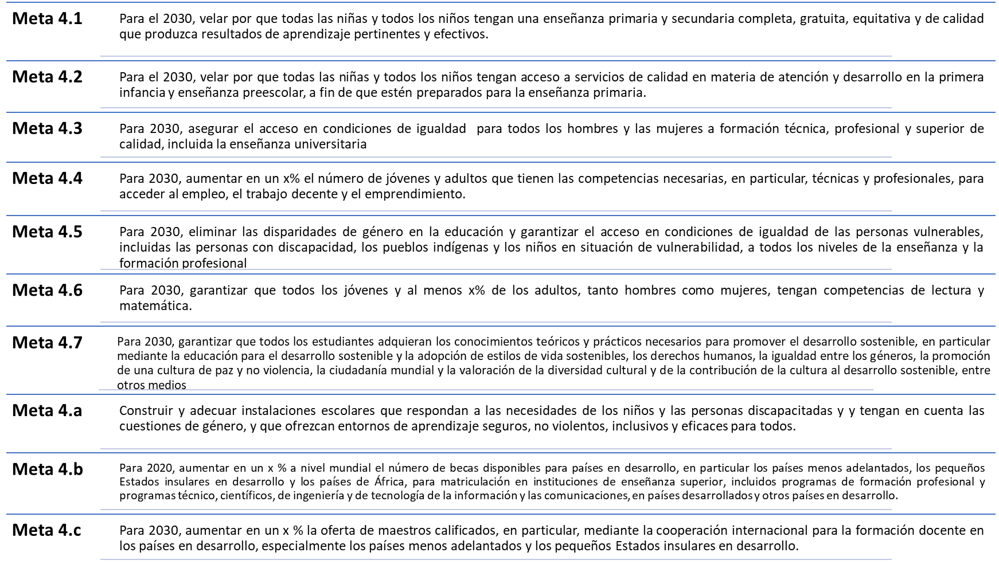 Meta 4.1
Para el 2030, velar por que todas las niñas y todos los niños tengan una enseñanza primaria y secundaria completa, gratuita, equitativa y de calidad
que produzca resultados de aprendizaje pertinentes y efectivos.
Meta 4.2
Para el 2030, velar por que todas las niñas y todos los niños tengan acceso a servicios de calidad en materia de atención y desarrollo en la primera
infancia y enseñanza preescolar, a fin de que estén preparados para la enseñanza primaria.
Meta 4.3
Para 2030, asegurar el acceso en condiciones de igualdad para todos los hombres y las mujeres a formación técnica, profesional y superior de
calidad, incluida la enseñanza universitaria
Meta 4.4
Para 2030, aumentar en un x% el número de jóvenes y adultos que tienen las competencias necesarias, en particular, técnicas y profesionales, para
acceder al empleo, el trabajo decente y el emprendimiento.
Meta 4.5
Para 2030, eliminar las disparidades de género en la educación y garantizar el acceso en condiciones de igualdad de las personas vulnerables,
incluidas las personas con discapacidad, los pueblos indígenas y los niños en situación de vulnerabilidad, a todos los niveles de la enseñanza y la
formación profesional
Meta 4.6
Para 2030, garantizar que todos los jóvenes y al menos x% de los adultos, tanto hombres como mujeres, tengan competencias de lectura y
matemática.
Meta 4.7
Para 2030, garantizar que todos los estudiantes adquieran los conocimientos teóricos y prácticos necesarios para promover el desarrollo sostenible, en particular
mediante la educación para el desarrollo sostenible y la adopción de estilos de vida sostenibles, los derechos humanos, la igualdad entre los géneros, la promoción
de una cultura de paz y no violencia, la ciudadanía mundial y la valoración de la diversidad cultural y de la contribución de la cultura al desarrollo sostenible, entre
otros medios
Meta 4.a
Construir y adecuar instalaciones escolares que respondan a las necesidades de los niños y las personas discapacitadas y y tengan en cuenta las
cuestiones de género, y que ofrezcan entornos de aprendizaje seguros, no violentos, inclusivos y eficaces para todos.
Meta 4.b
Para 2020, aumentar en un x % a nivel mundial el número de becas disponibles para países en desarrollo, en particular los países menos adelantados, los pequeños
Estados insulares en desarrollo y los países de África, para matriculación en instituciones de enseñanza superior, incluidos programas de formación profesional y
programas técnico, científicos, de ingeniería y de tecnología de la información y las comunicaciones, en países desarrollados y otros países en desarrollo.
Meta 4.c
Para 2030, aumentar en un x % la oferta de maestros calificados, en particular, mediante la cooperación internacional para la formación docente en
los países en desarrollo, especialmente los países menos adelantados y los pequeños Estados insulares en desarrollo.